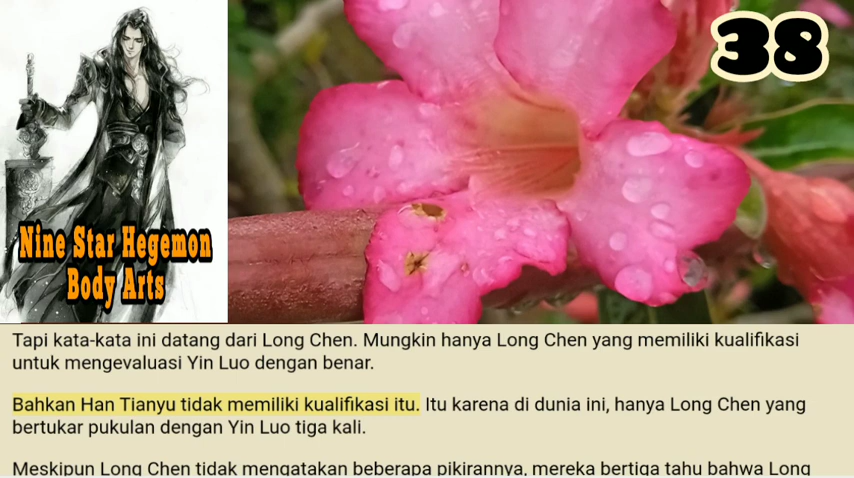 38
Nine Star Hegemon
Body Arts
Tapi kata-kata ini datang dari Long Chen. Mungkin hanya Long Chen yang memiliki kualifikasi
untuk mengevaluasi Yin Luo dengan benar.
Bahkan Han Tianyu tidak memiliki kualifikasi itu. Itu karena di dunia ini, hanya Long Chen yang
bertukar pukulan dengan Yin Luo tiga kali.
Meskipun Long Chen tidak mengatakan beberapa pikirannya, mereka bertiga tahu bahwa Long